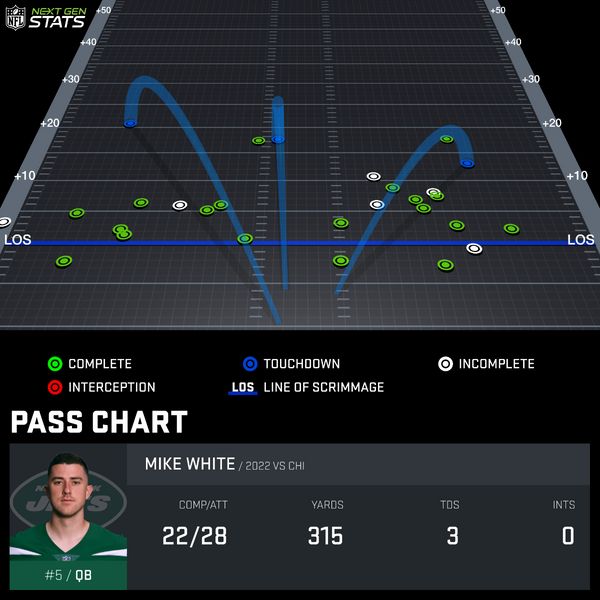 NFL NEXT GEN STATS
+50 +50
+40 +40
+30 +30
+20 +20
+10 +10
LOS LOS
COMPLETE TOUCHDOWN INCOMPLETE
INTERCEPTION LOS LINE OF SCRIMMAGE
PASS CHART
MIKE WHITE / 2022 VS CHI
COMP/ATT YARDS TDS INTS
22/28 315 3 0
JETS
#5 / QB